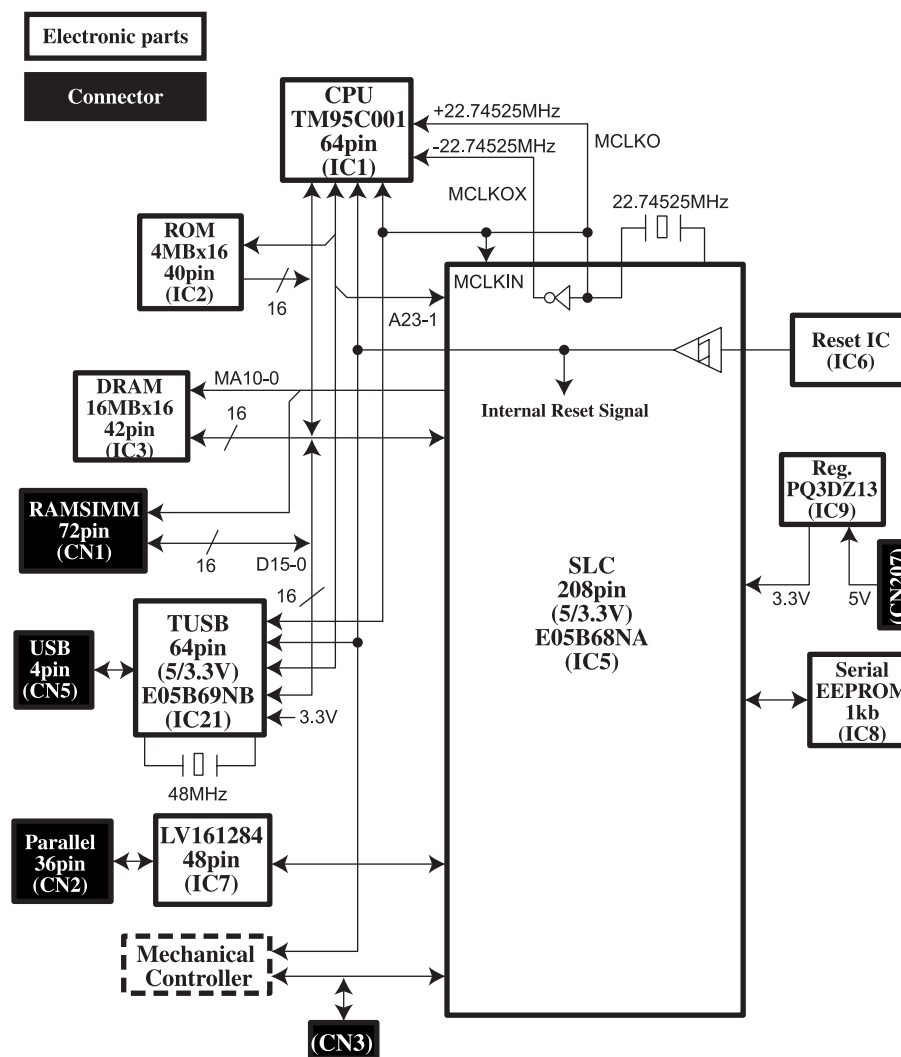 Electronic parts
Connector
CPU
TM95C001
64pin
(IC1)
+22.74525MHz
-22.74525MHz
MCLKO
MCLKOX
22.74525MHz
ROM
4MBx16
40pin
(IC2)
16
MCLKIN
A23-1
Reset IC
(IC6)
Internal Reset Signal
DRAM
16MBx16
42pin
(IC3)
MA10-0
16
RAMSIMM
72pin
(CN1)
16
D15-0
Reg.
PQ3DZ13
(IC9)
3.3V
5V
(CN207)
SLC
208pin
(5/3.3V)
E05B68NA
(IC5)
16
TUSB
64pin
(5/3.3V)
E05B69NB
(IC21)
3.3V
48MHz
USB
4pin
(CN5)
Serial
EEPROM
1kb
(IC8)
Parallel
36pin
(CN2)
LV161284
48pin
(IC7)
Mechanical
Controller
(CN3)